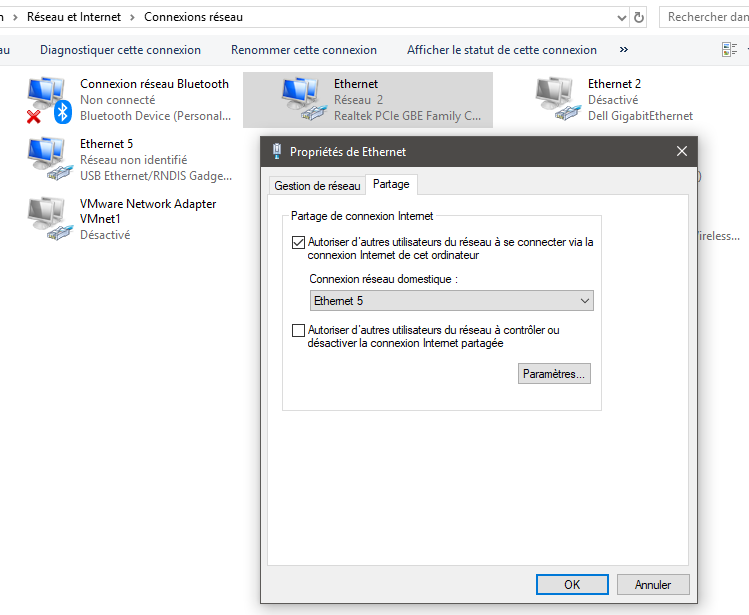 Réseau et Internet > Connexions réseau
Rechercher dan
au Diagnostiquer cette connexion Renommer cette connexion Afficher le statut de cette connexion »
Connexion réseau Bluetooth
Non connecté
Bluetooth Device (Personal...
Ethernet
Réseau 2
Realtek PCIe GBE Family C...
Ethernet 2
Désactivé
Dell GigabitEthernet
Ethernet 5
Réseau non identifié
USB Ethernet/RNDIS Gadge...
VMware Network Adapter
VMnet1
Désactivé
Propriétés de Ethernet
Gestion de réseau Partage
Partage de connexion Internet
Autoriser d'autres utilisateurs du réseau à se connecter via la
connexion Internet de cet ordinateur
Connexion réseau domestique :
Ethernet 5
Autoriser d'autres utilisateurs du réseau à contrôler ou
désactiver la connexion Internet partagée
Paramètres...
OK Annuler